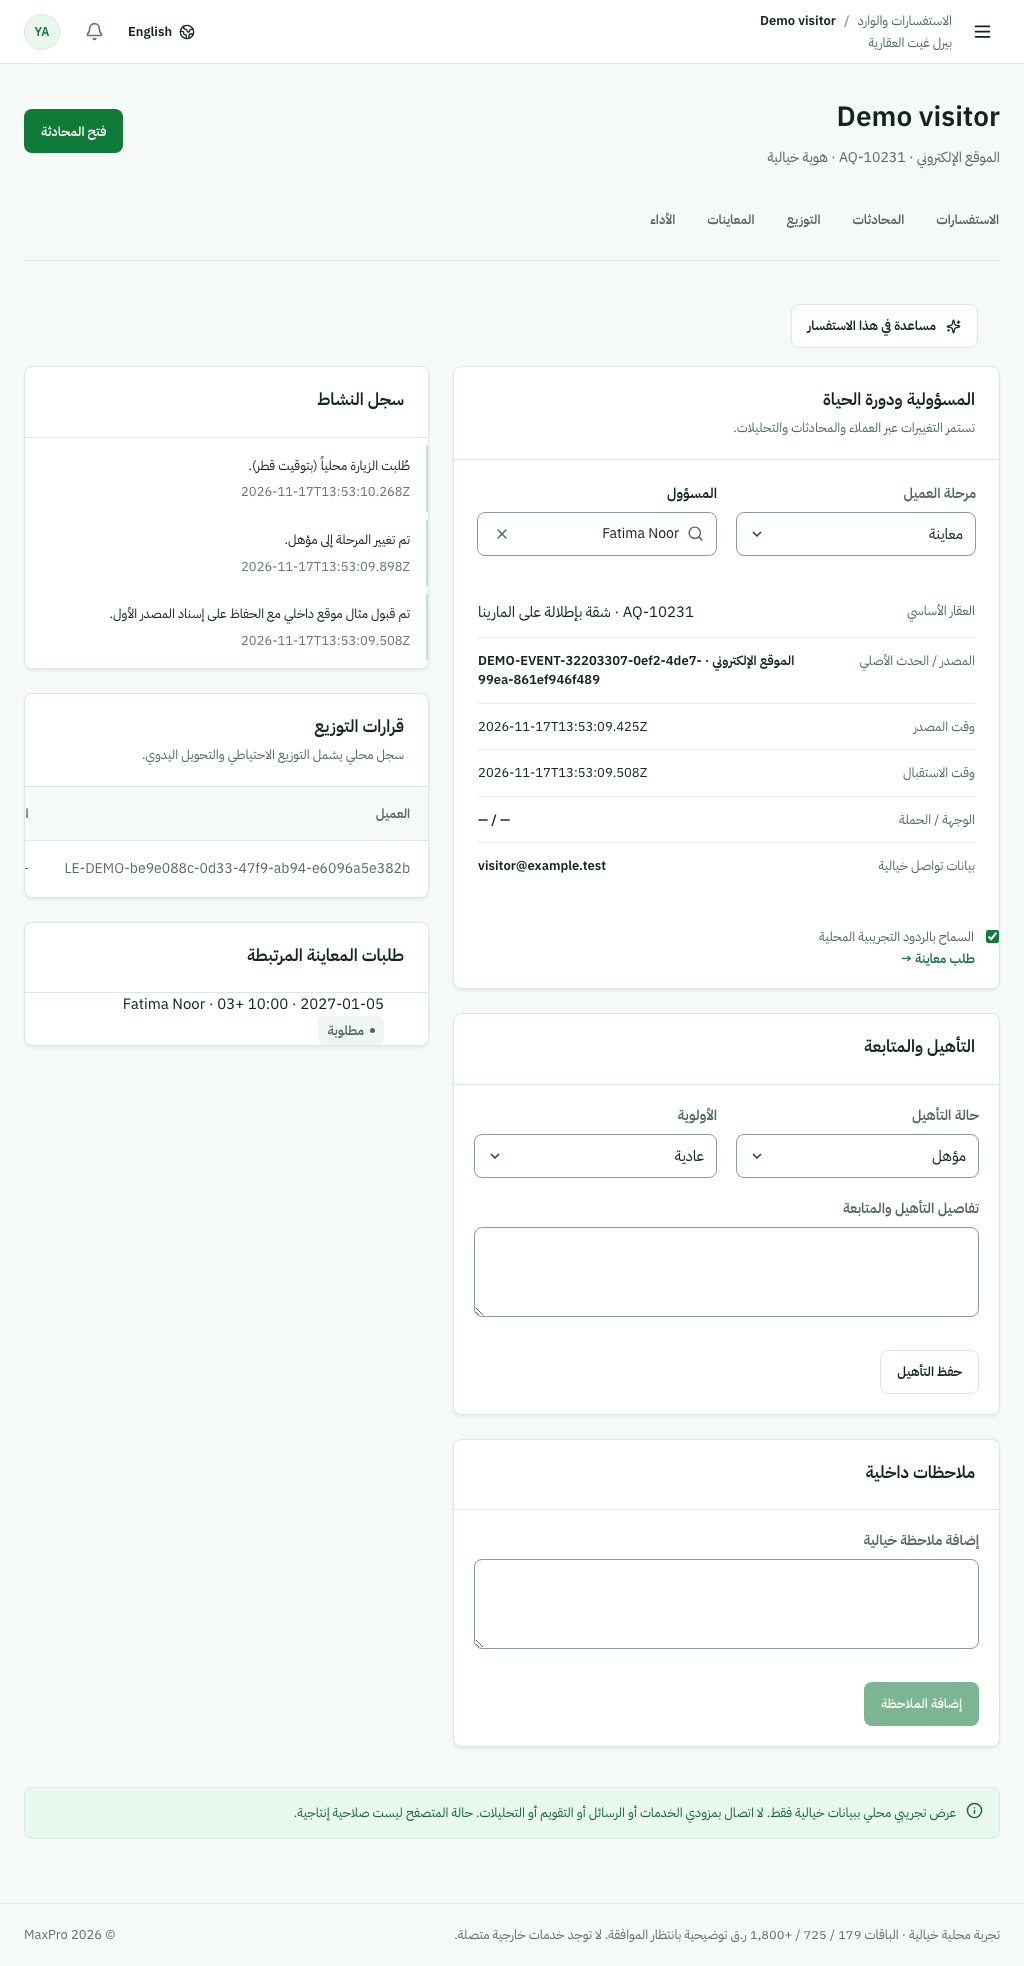 الاستفسارات والوارد / Demo visitor
بيرل غيت العقارية
English
YA
Demo visitor
الموقع الإلكتروني · AQ-10231 · هوية خيالية
فتح المحادثة
الاستفسارات
المحادثات
التوزيع
المعاينات
الأداء
مساعدة في هذا الاستفسار
المسؤولية ودورة الحياة
تستمر التغييرات عبر العملاء والمحادثات والتحليلات.
مرحلة العميل
معاينة
المسؤول
Fatima Noor
العقار الأساسي
AQ-10231 · شقة بإطلالة على المارينا
المصدر / الحدث الأصلي
الموقع الإلكتروني · DEMO-EVENT-32203307-0ef2-4de7-
99ea-861ef946f489
وقت المصدر
2026-11-17T13:53:09.425Z
وقت الاستقبال
2026-11-17T13:53:09.508Z
الوجهة / الحملة
— / —
بيانات تواصل خيالية
visitor@example.test
السماح بالردود التجريبية المحلية
طلب معاينة →
التأهيل والمتابعة
حالة التأهيل
مؤهل
الأولوية
عادية
تفاصيل التأهيل والمتابعة
حفظ التأهيل
ملاحظات داخلية
إضافة ملاحظة خيالية
إضافة الملاحظة
سجل النشاط
طُلبت الزيارة محلياً (بتوقيت قطر).
2026-11-17T13:53:10.268Z
تم تغيير المرحلة إلى مؤهل.
2026-11-17T13:53:09.898Z
تم قبول مثال موقع داخلي مع الحفاظ على إسناد المصدر الأول.
2026-11-17T13:53:09.508Z
قرارات التوزيع
سجل محلي يشمل التوزيع الاحتياطي والتحويل اليدوي.
العميل
LE-DEMO-be9e088c-0d33-47f9-ab94-e6096a5e382b
طلبات المعاينة المرتبطة
2027-01-05 · 10:00 +03 · Fatima Noor
مطلوبة
عرض تجريبي محلي ببيانات خيالية فقط. لا اتصال بمزودي الخدمات أو الرسائل أو التقويم أو التحليلات. حالة المتصفح ليست صلاحية إنتاجية.
تجربة محلية خيالية · الباقات 179 / 725 / +1,800 ر.ق توضيحية بانتظار الموافقة. لا توجد خدمات خارجية متصلة.
© 2026 MaxPro